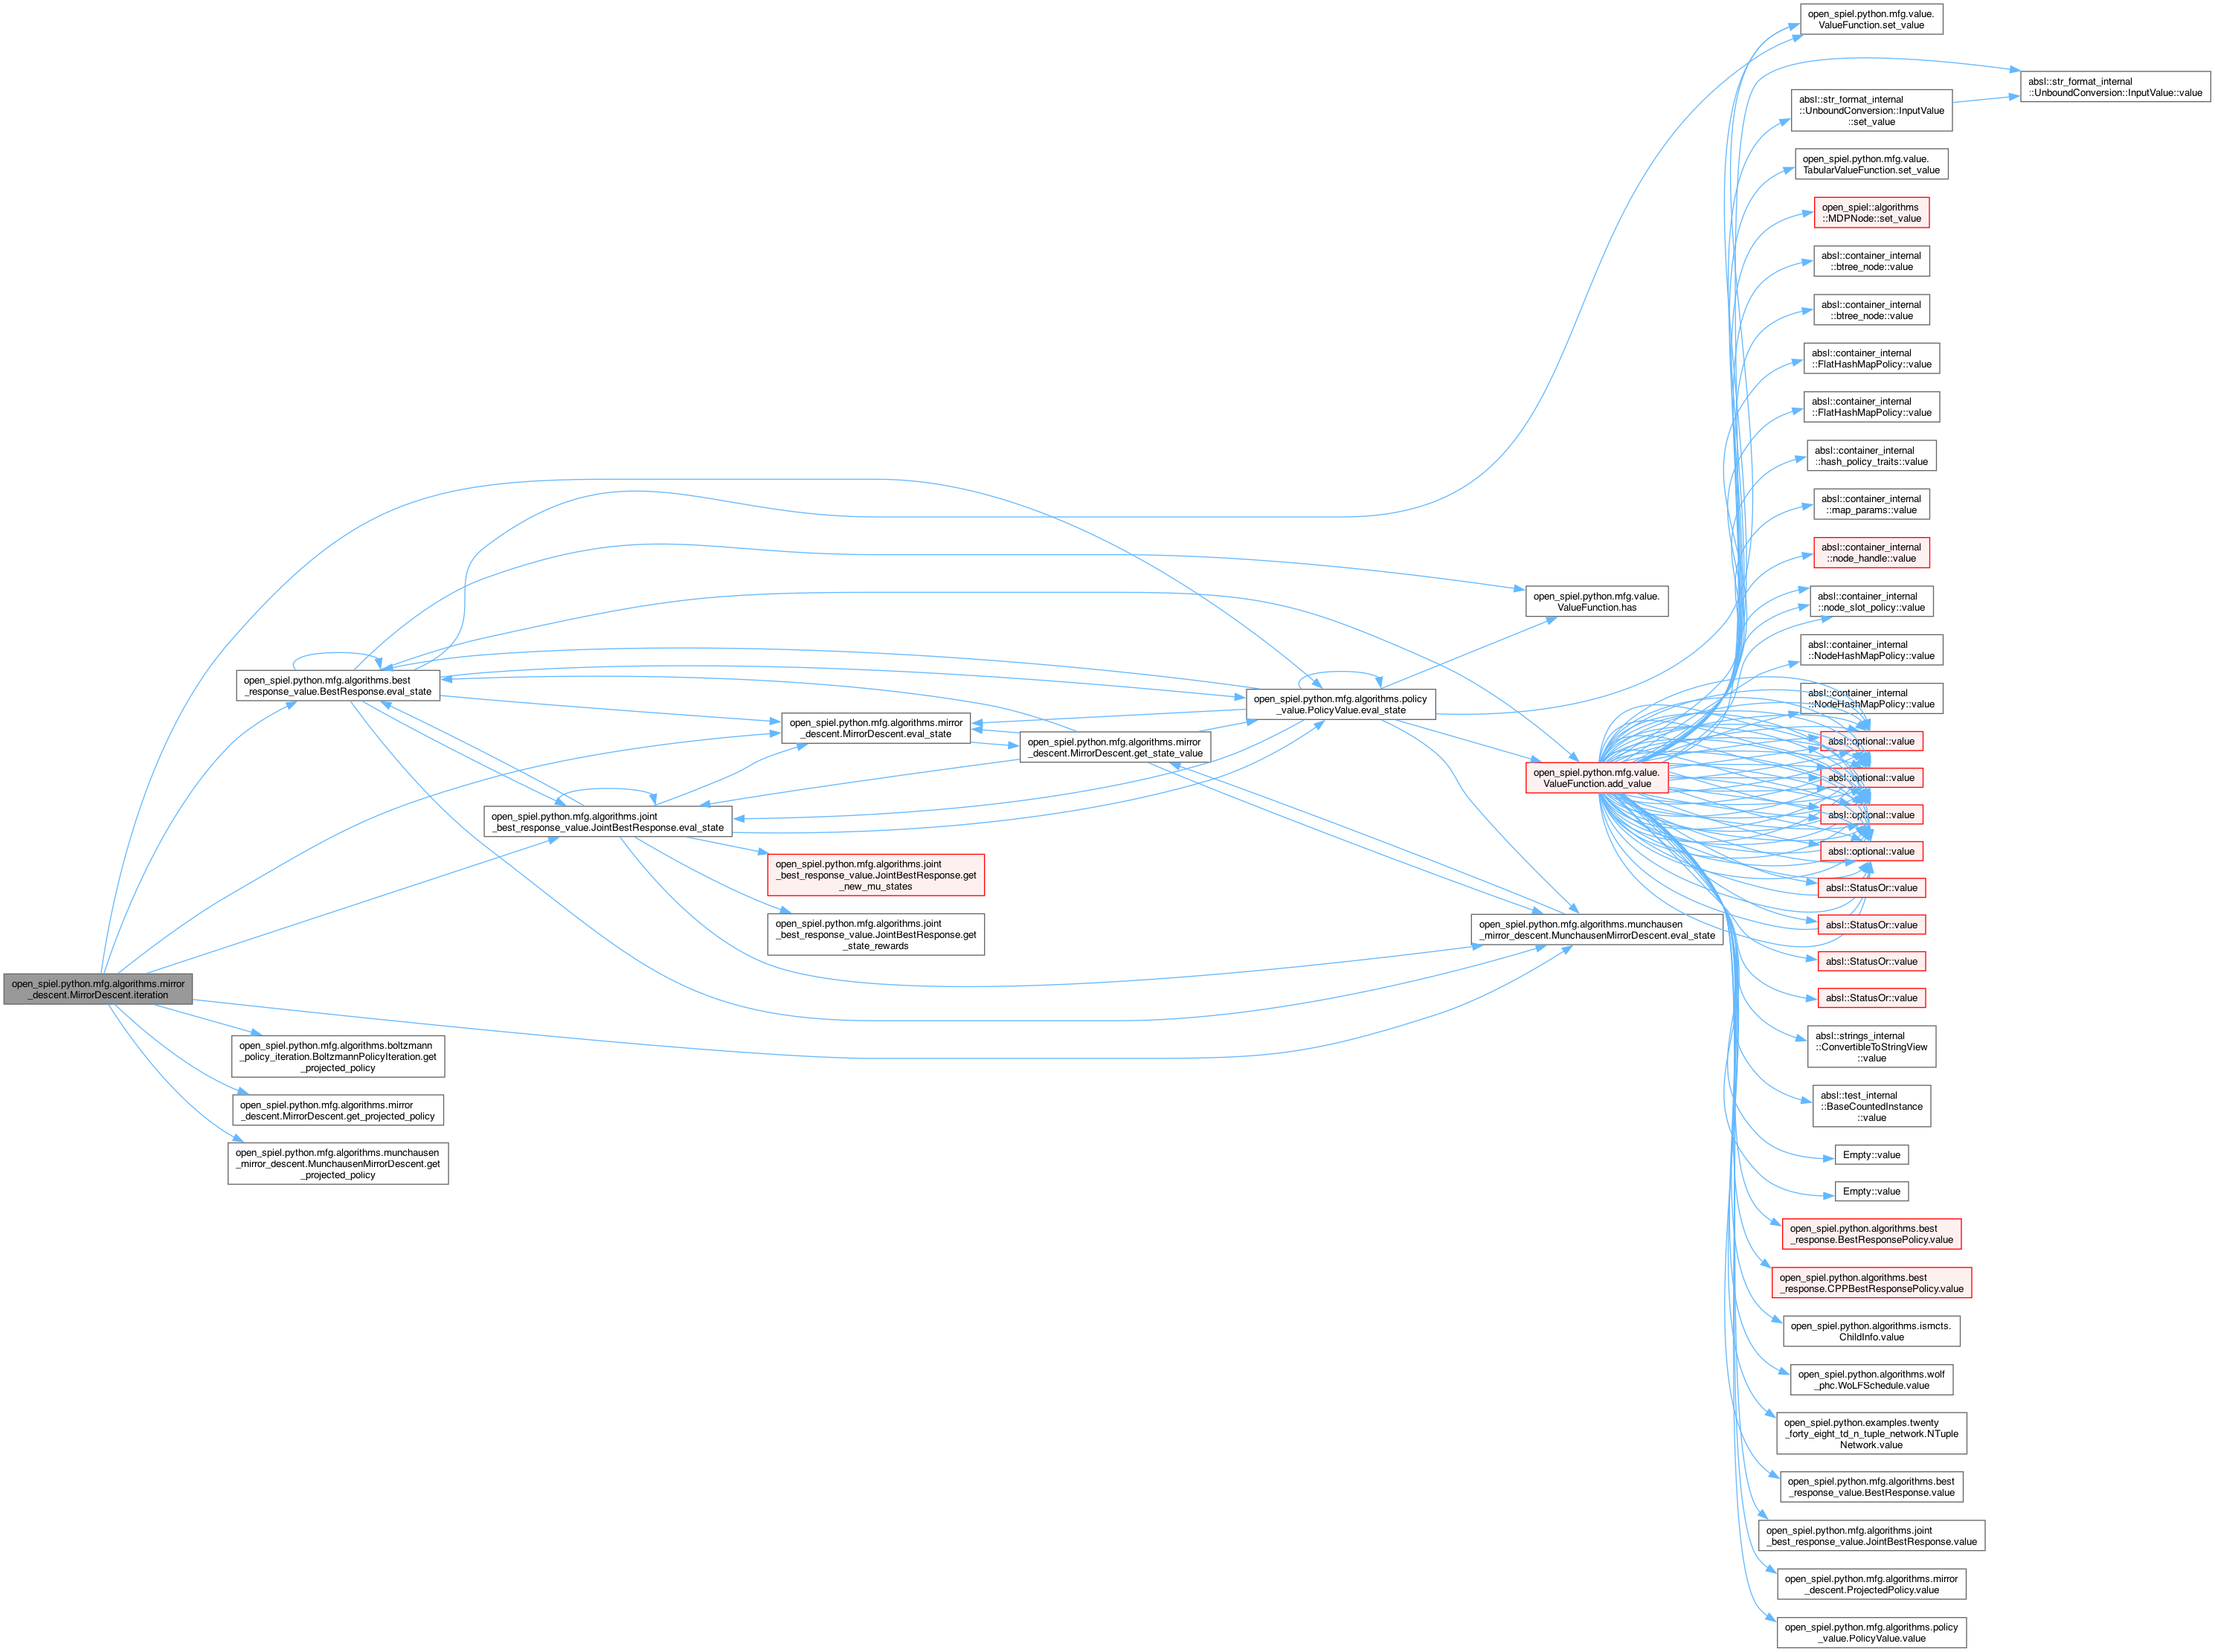 open_spiel.python.mfg.algorithms.mirror
_descent.MirrorDescent.iteration
open_spiel.python.mfg.algorithms.best
_response_value.BestResponse.eval_state
open_spiel.python.mfg.algorithms.boltzmann
_policy_iteration.BoltzmannPolicyIteration.get
_projected_policy
open_spiel.python.mfg.algorithms.mirror
_descent.MirrorDescent.get_projected_policy
open_spiel.python.mfg.algorithms.munchausen
_mirror_descent.MunchausenMirrorDescent.get
_projected_policy
open_spiel.python.mfg.algorithms.joint
_best_response_value.JointBestResponse.eval_state
open_spiel.python.mfg.algorithms.mirror
_descent.MirrorDescent.eval_state
open_spiel.python.mfg.algorithms.joint
_best_response_value.JointBestResponse.get
_new_mu_states
open_spiel.python.mfg.algorithms.joint
_best_response_value.JointBestResponse.get
_state_rewards
open_spiel.python.mfg.algorithms.mirror
_descent.MirrorDescent.get_state_value
open_spiel.python.mfg.algorithms.policy
_value.PolicyValue.eval_state
open_spiel.python.mfg.algorithms.munchausen
_mirror_descent.MunchausenMirrorDescent.eval_state
open_spiel.python.mfg.value.
ValueFunction.has
open_spiel.python.mfg.value.
ValueFunction.add_value
open_spiel.python.mfg.value.
ValueFunction.set_value
absl::str_format_internal
::UnboundConversion::InputValue
::set_value
absl::str_format_internal
::UnboundConversion::InputValue::value
open_spiel.python.mfg.value.
TabularValueFunction.set_value
open_spiel::algorithms
::MDPNode::set_value
absl::container_internal
::btree_node::value
absl::container_internal
::btree_node::value
absl::container_internal
::FlatHashMapPolicy::value
absl::container_internal
::FlatHashMapPolicy::value
absl::container_internal
::hash_policy_traits::value
absl::container_internal
::map_params::value
absl::container_internal
::node_handle::value
absl::container_internal
::node_slot_policy::value
absl::container_internal
::NodeHashMapPolicy::value
absl::container_internal
::NodeHashMapPolicy::value
absl::optional::value
absl::optional::value
absl::optional::value
absl::optional::value
absl::StatusOr::value
absl::StatusOr::value
absl::StatusOr::value
absl::StatusOr::value
absl::strings_internal
::ConvertibleToStringView
::value
absl::test_internal
::BaseCountedInstance
::value
Empty::value
Empty::value
open_spiel.python.algorithms.best
_response.BestResponsePolicy.value
open_spiel.python.algorithms.best
_response.CPPBestResponsePolicy.value
open_spiel.python.algorithms.ismcts.
ChildInfo.value
open_spiel.python.algorithms.wolf
_phc.WoLFSchedule.value
open_spiel.python.examples.twenty
_forty_eight_td_n_tuple_network.NTuple
Network.value
open_spiel.python.mfg.algorithms.best
_response_value.BestResponse.value
open_spiel.python.mfg.algorithms.joint
_best_response_value.JointBestResponse.value
open_spiel.python.mfg.algorithms.mirror
_descent.ProjectedPolicy.value
open_spiel.python.mfg.algorithms.policy
_value.PolicyValue.value